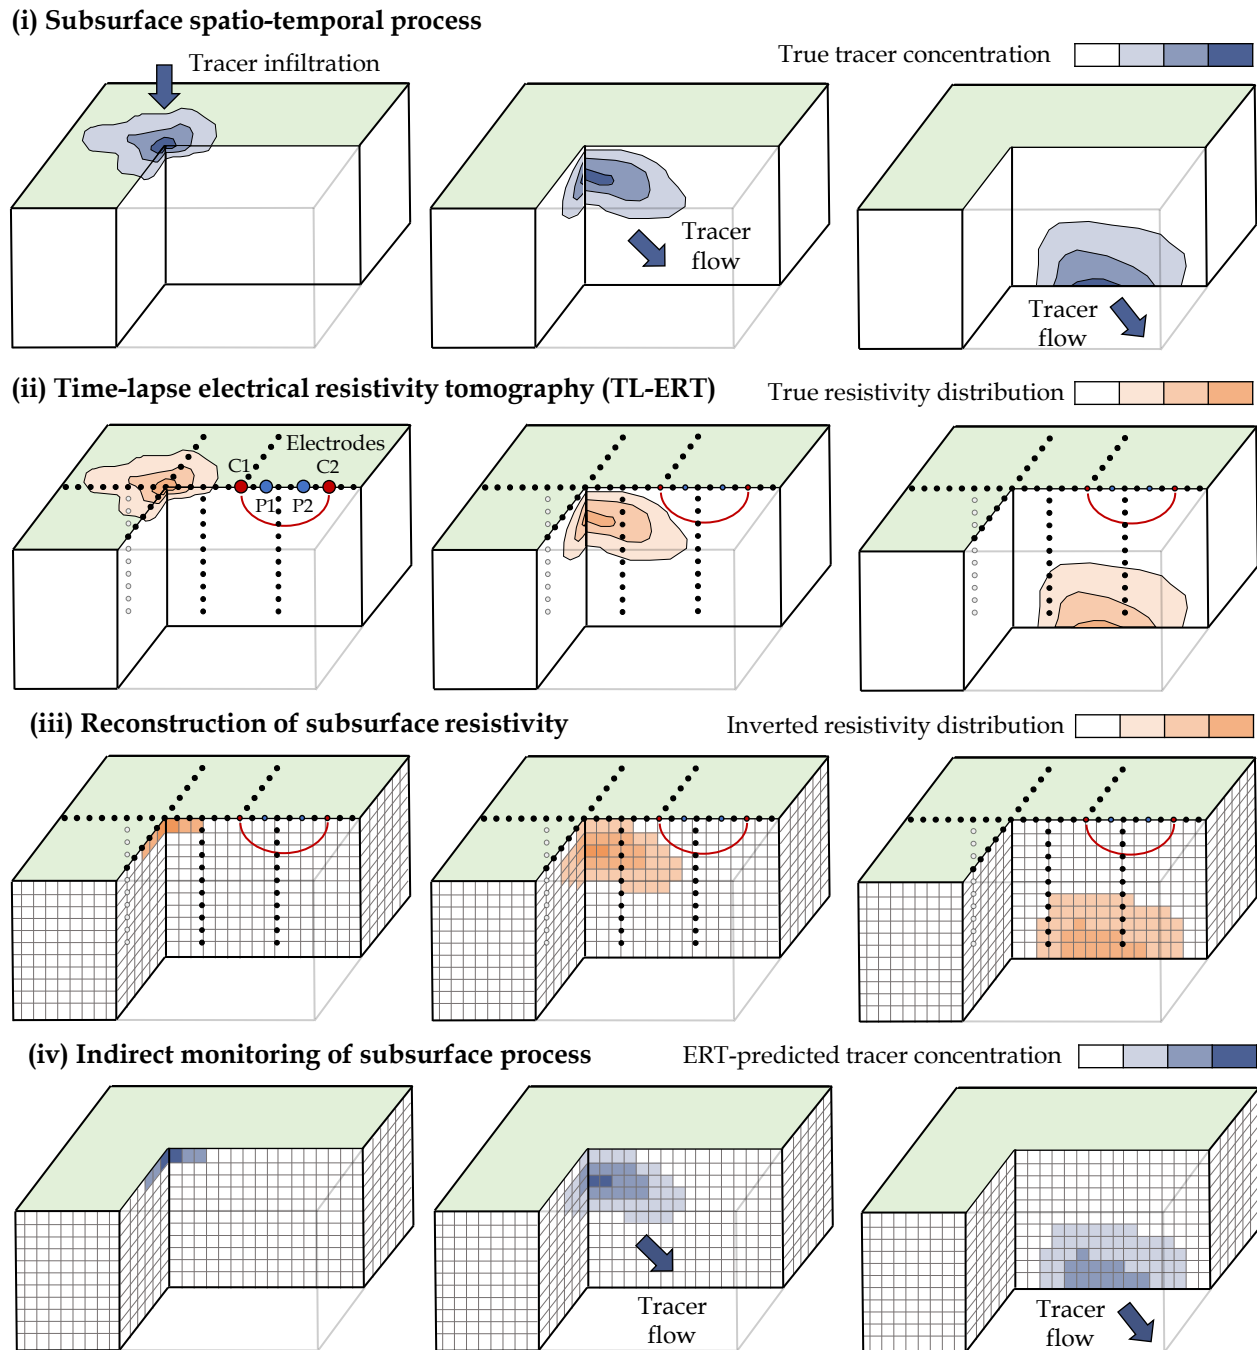 (i) Subsurface spatio-temporal process
Tracer infiltration
True tracer concentration
Tracer
flow
Tracer
flow
(ii) Time-lapse electrical resistivity tomography (TL-ERT)
True resistivity distribution
Electrodes
C1
C2
P1
P2
(iii) Reconstruction of subsurface resistivity
Inverted resistivity distribution
(iv) Indirect monitoring of subsurface process
ERT-predicted tracer concentration
Tracer
flow
Tracer
flow